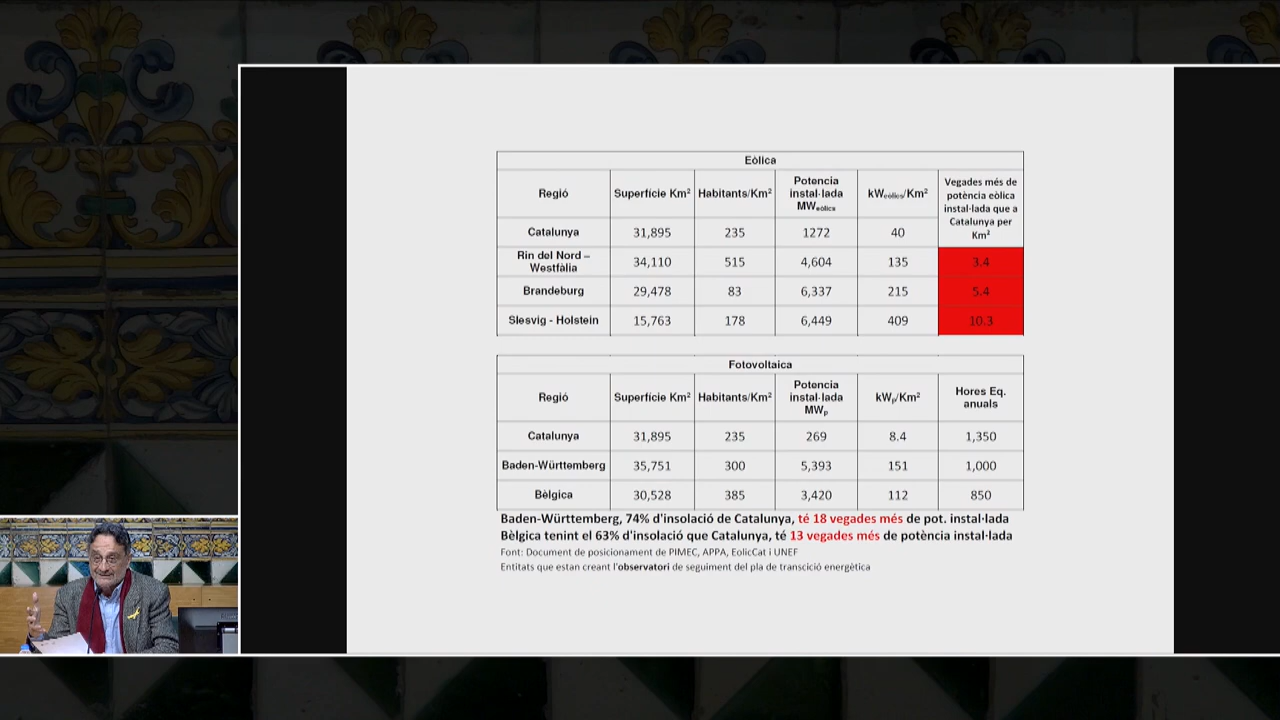 Eòlica
Regió Superfície Km² Habitants/Km² Potencia instal·lada MWeòlics kWeòlics/Km² Vegades més de potència eòlica instal·lada que a Catalunya per Km²
Catalunya 31,895 235 1272 40
Rin del Nord – Westfàlia 34,110 515 4,604 135 3.4
Brandeburg 29,478 83 6,337 215 5.4
Slesvig - Holstein 15,763 178 6,449 409 10.3
Fotovoltaica
Regió Superfície Km² Habitants/Km² Potencia instal·lada MWp kWp/Km² Hores Eq. anuals
Catalunya 31,895 235 269 8.4 1,350
Baden-Württemberg 35,751 300 5,393 151 1,000
Bèlgica 30,528 385 3,420 112 850
Baden-Württemberg, 74% d'insolació de Catalunya, té 18 vegades més de pot. instal·lada
Bèlgica tenint el 63% d'insolació que Catalunya, té 13 vegades més de potència instal·lada
Font: Document de posicionament de PIMEC, APPA, EolicCat i UNEF
Entitats que estan creant l'observatori de seguiment del pla de transcició energètica